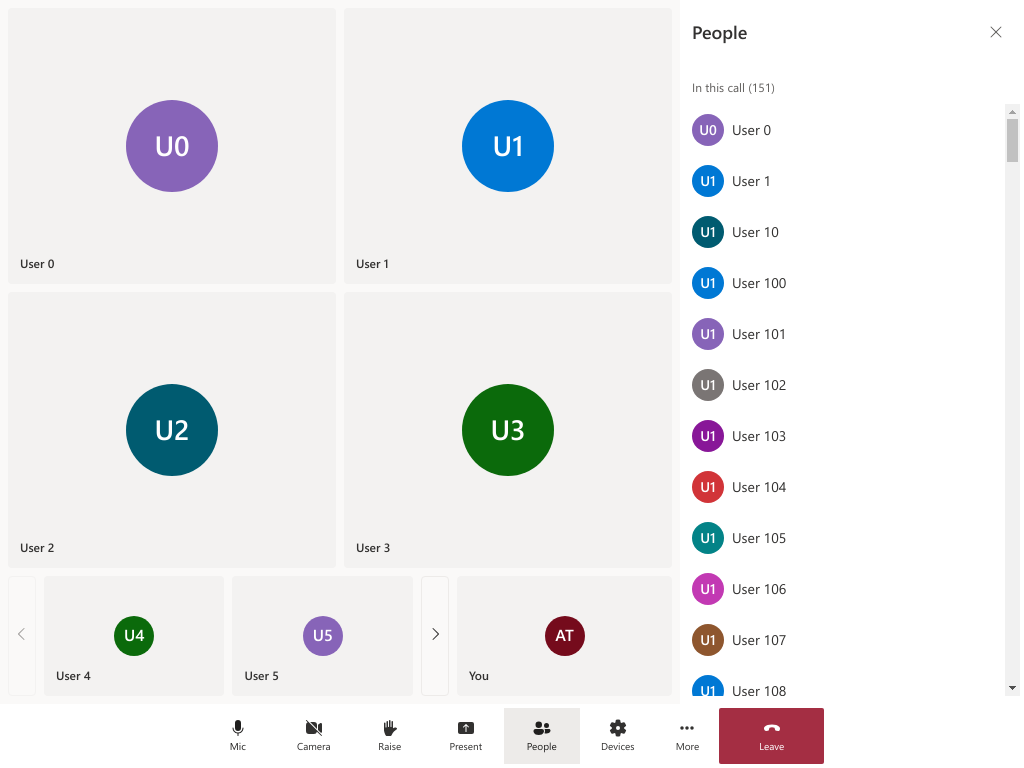 U0
User 0
U1
User 1
U2
User 2
U3
User 3
U4
User 4
U5
User 5
AT
You
People
In this call (151)
U0 User 0
U1 User 1
U1 User 10
U1 User 100
U1 User 101
U1 User 102
U1 User 103
U1 User 104
U1 User 105
U1 User 106
U1 User 107
U1 User 108
Mic
Camera
Raise
Present
People
Devices
More
Leave